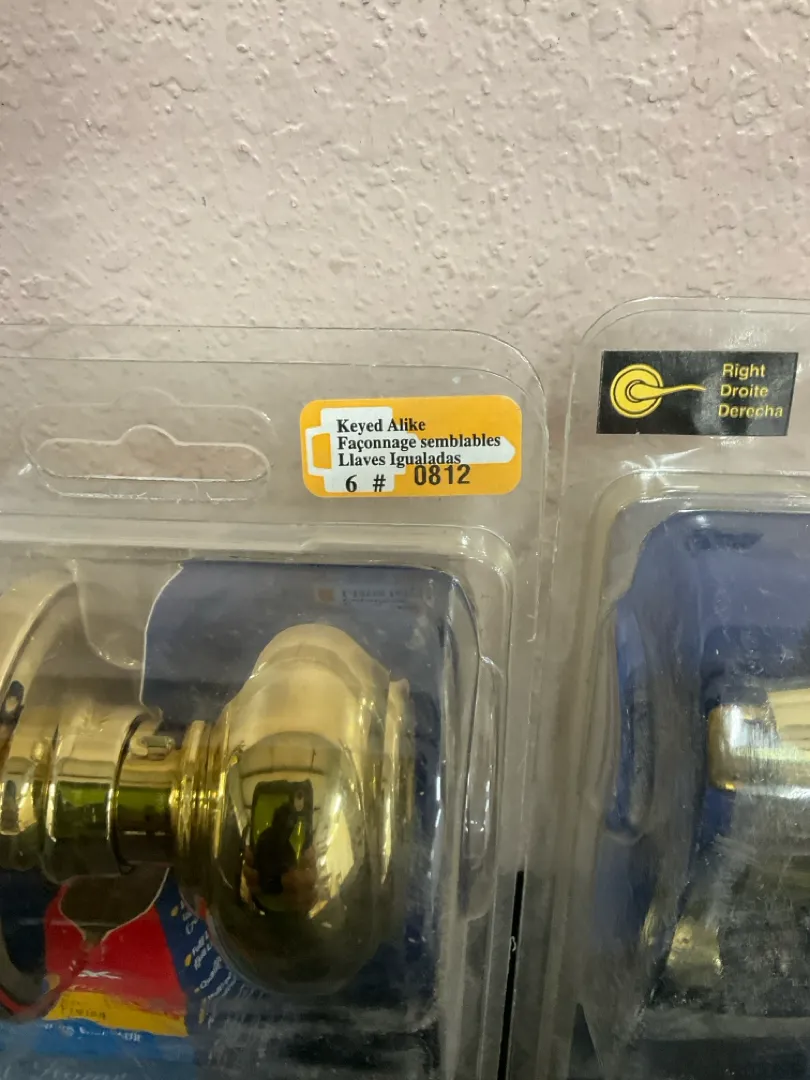 Keyed Alike
Façonnage semblables
Llaves Igualadas
6 # 0812
Right
Droite
Derecha